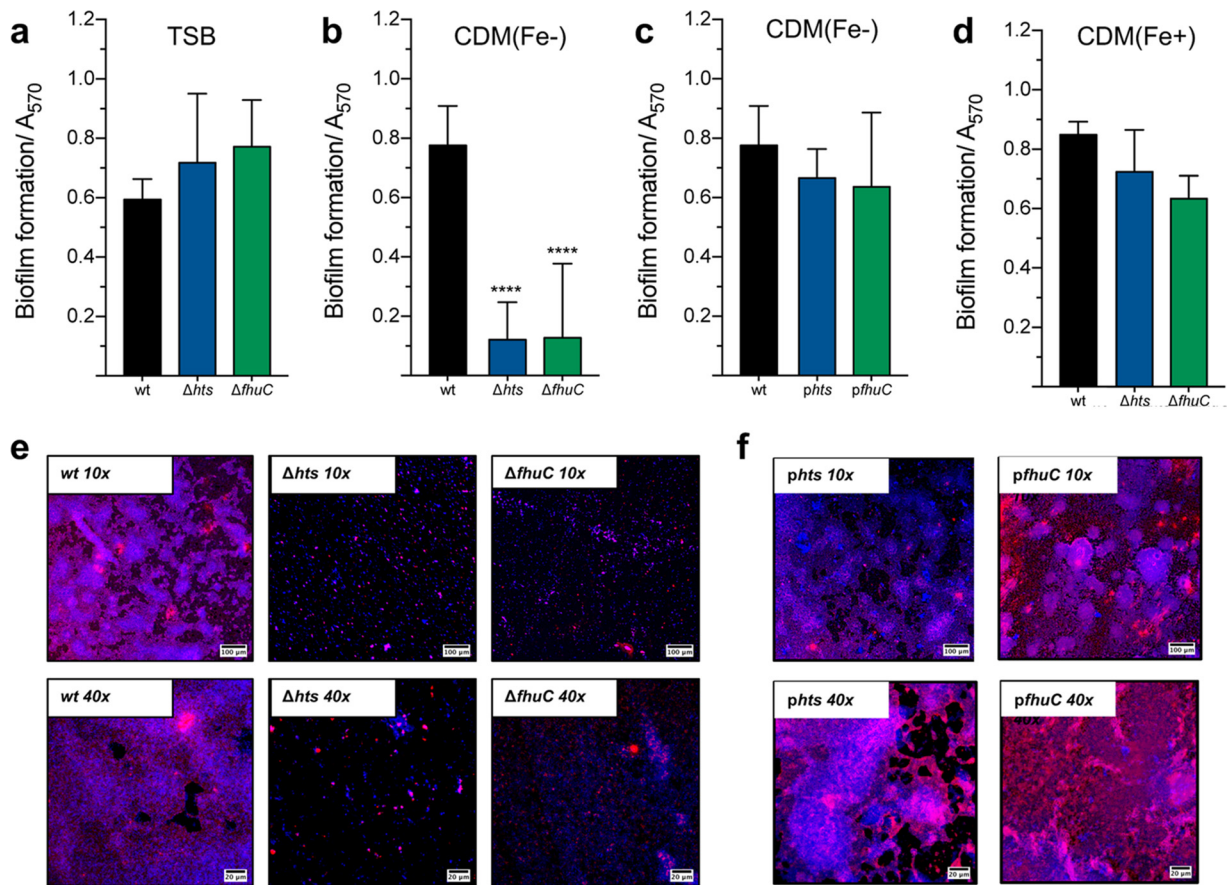 a
TSB
Biofilm formation/ A570
1.2
1.0
0.8
0.6
0.4
0.2
wt
Δhts
ΔfhuC
b
CDM(Fe-)
Biofilm formation/ A570
1.2
1.0
0.8
0.6
0.4
0.2
****
****
wt
Δhts
ΔfhuC
c
CDM(Fe-)
Biofilm formation/ A570
1.2
1.0
0.8
0.6
0.4
0.2
wt
phts
pfhuC
d
CDM(Fe+)
Biofilm formation/ A570
1.2
1.0
0.8
0.6
0.4
0.2
wt
Δhts
ΔfhuC
e
wt 10x
100 µm
Δhts 10x
100 µm
ΔfhuC 10x
100 µm
wt 40x
20 µm
Δhts 40x
20 µm
ΔfhuC 40x
20 µm
f
phts 10x
100 µm
pfhuC 10x
100 µm
phts 40x
20 µm
pfhuC 40x
40x
20 µm